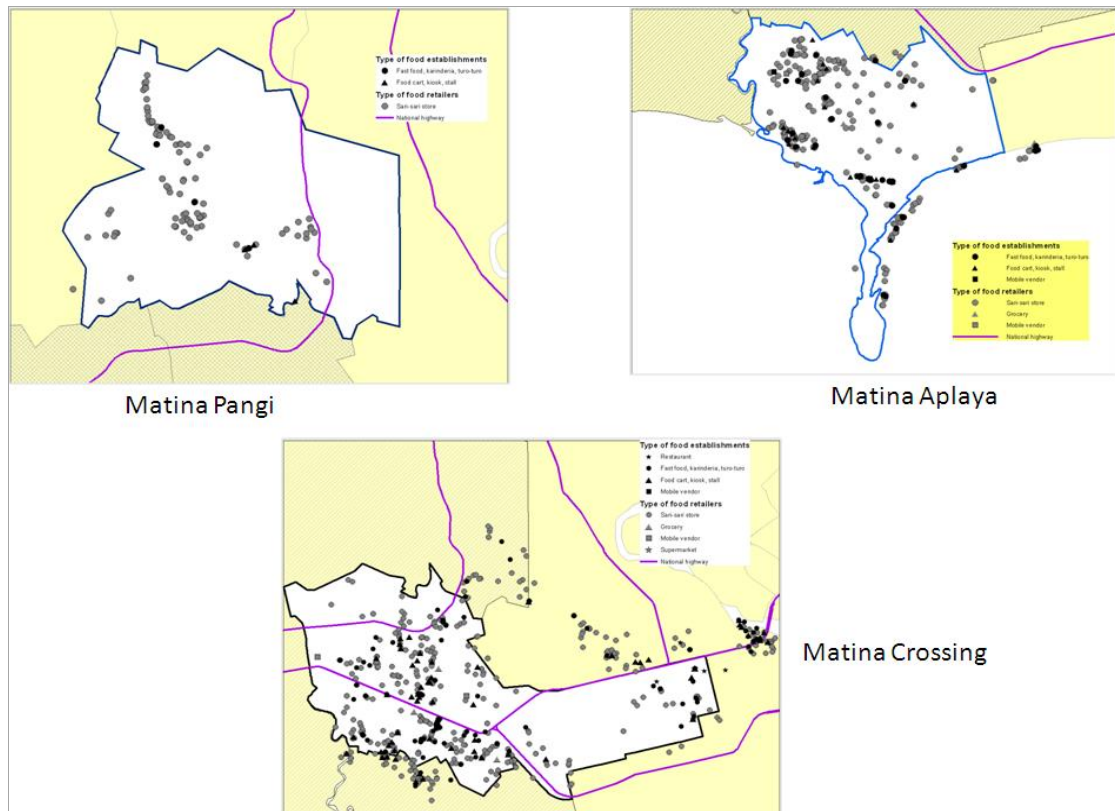 Type of food establishments
Fast food, karinderia, turo-turo
Food cart, kiosk, stall
Type of food retailers
Sari-sari store
National highway
Matina Pangi
Type of food establishments
Fast food, karinderia, turo-turo
Food cart, kiosk, stall
Mobile vendor
Type of food retailers
Sari-sari store
Grocery
Mobile vendor
National highway
Matina Aplaya
Type of food establishments
Restaurant
Fast food, karinderia, turo-turo
Food cart, kiosk, stall
Mobile vendor
Type of food retailers
Sari-sari store
Grocery
Mobile vendor
Supermarket
National highway
Matina Crossing